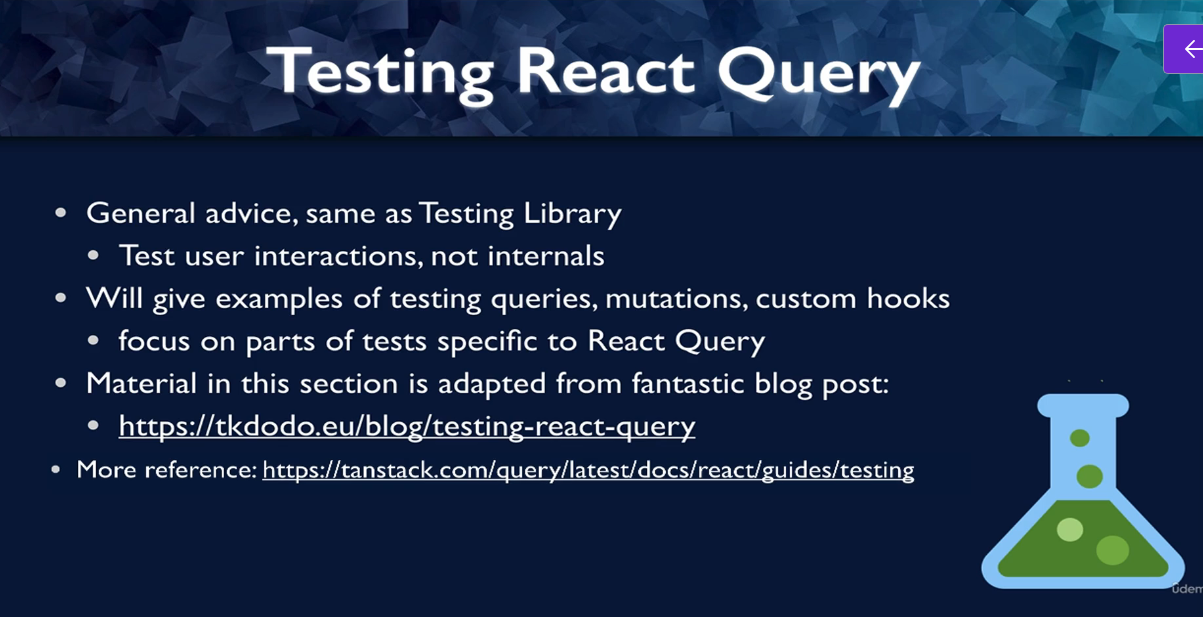 Testing React Query
General advice, same as Testing Library
Test user interactions, not internals
Will give examples of testing queries, mutations, custom hooks
focus on parts of tests specific to React Query
Material in this section is adapted from fantastic blog post:
https://tkdodo.eu/blog/testing-react-query
More reference: https://tanstack.com/query/latest/docs/react/guides/testing